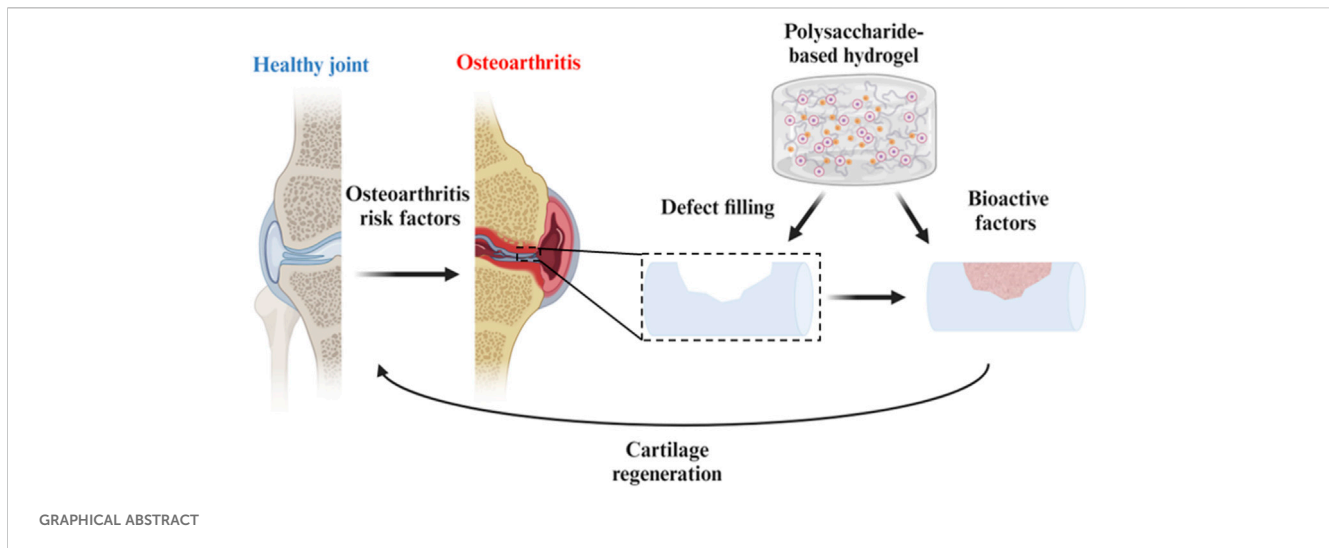 Polysaccharide-
based hydrogel
Healthy joint
Osteoarthritis
Osteoarthritis
risk factors
Defect filling
Bioactive
factors
Cartilage
regeneration
GRAPHICAL ABSTRACT